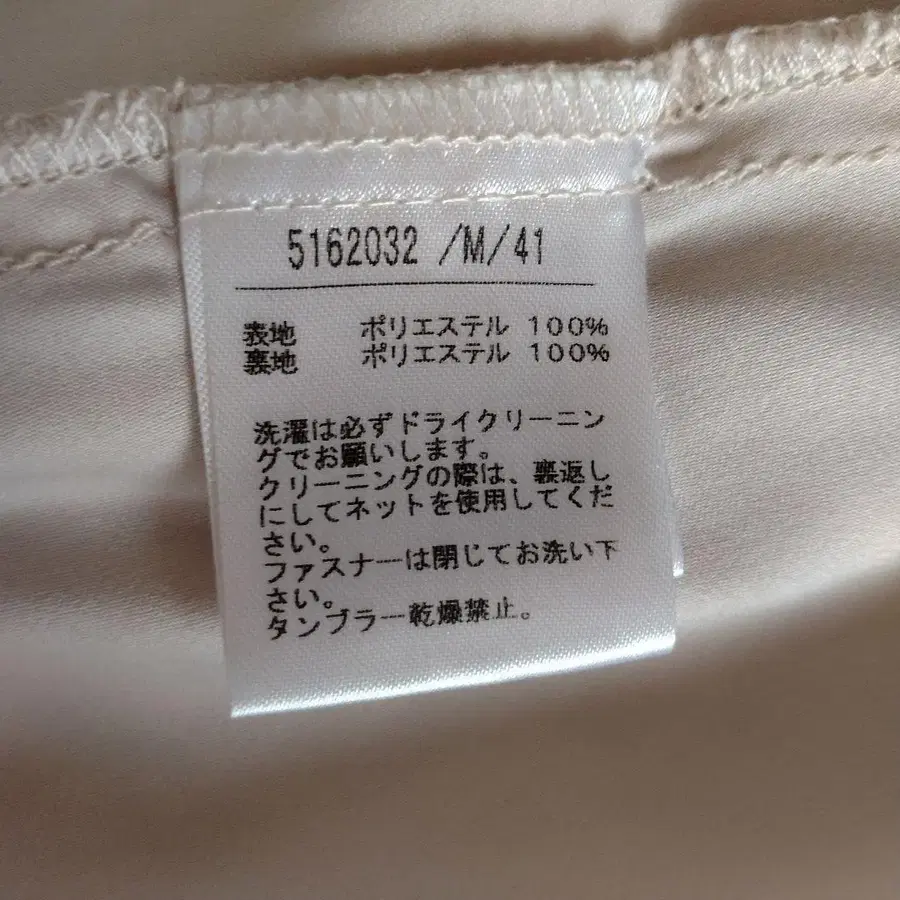 5162032 /M/41
表地 ポリエステル 100%
裏地 ポリエステル 100%
洗濯は必ずドライクリーニン
グでお願いします。
クリーニングの際は、裏返し
にしてネットを使用してくだ
さい。
ファスナーは閉じてお洗い下
さい。
タンブラー乾燥禁止。